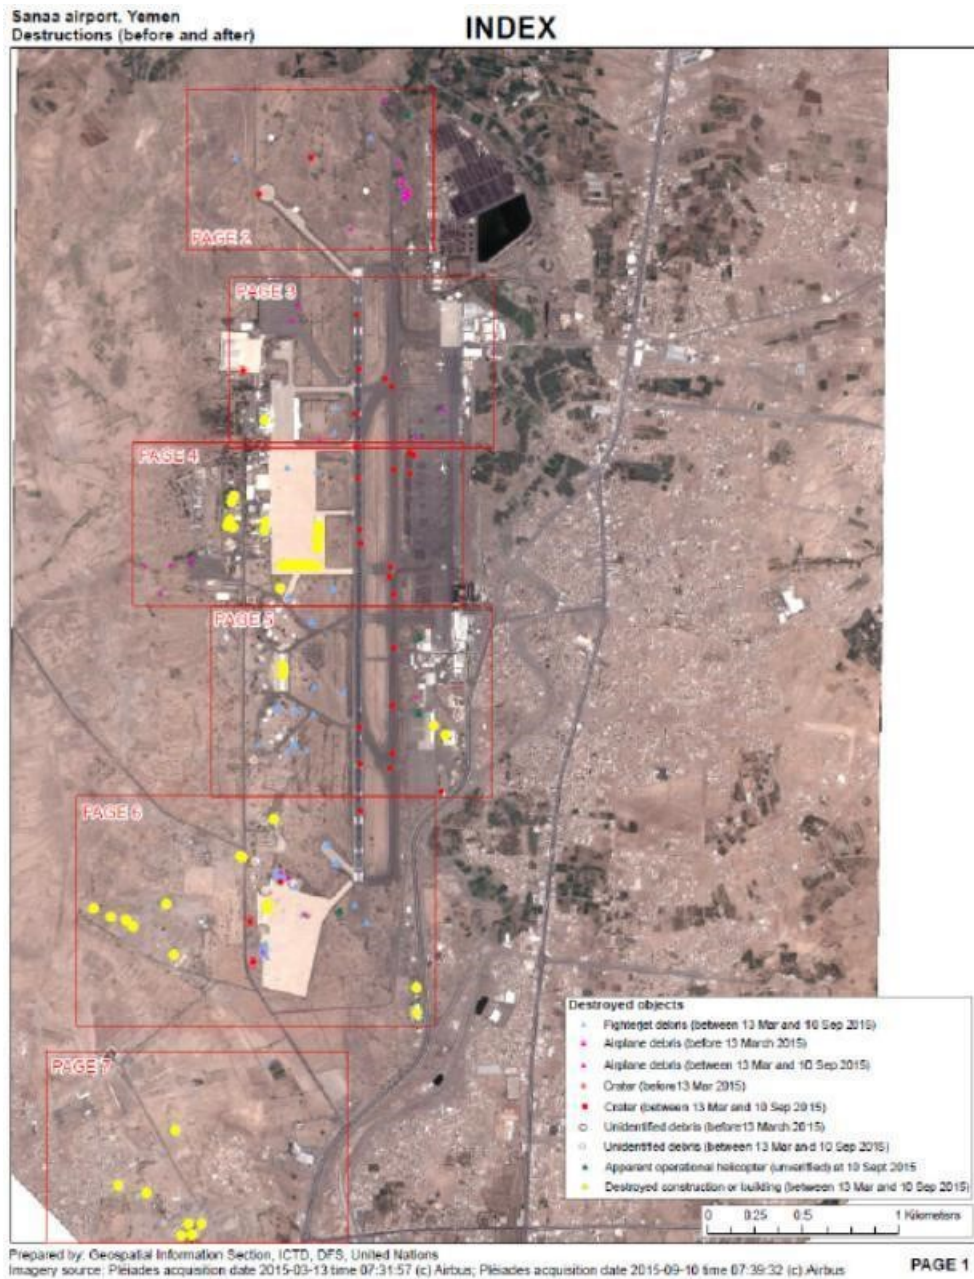 Sanaa airport, Yemen
Destructions (before and after)
INDEX
PAGE 2
PAGE 3
PAGE 4
PAGE 5
PAGE 6
PAGE 7
Destroyed objects
Fighterjet debris (between 13 Mar and 10 Sep 2015)
Airplane debris (before 13 March 2015)
Airplane debris (between 13 Mar and 10 Sep 2015)
Crater (before 13 Mar 2015)
Crater (between 13 Mar and 10 Sep 2015)
Unidentified debris (before 13 March 2015)
Unidentified debris (between 13 Mar and 10 Sep 2015)
Apparent operational helicopter (unverified) at 10 Sept 2015
Destroyed construction or building (between 13 Mar and 10 Sep 2015)
0 0.25 0.5 1 Kilometers
Prepared by: Geospatial Information Section, ICTD, DFS, United Nations
Imagery source: Pléiades acquisition date 2015-03-13 time 07:31:57 (c) Airbus; Pléiades acquisition date 2015-09-10 time 07:39:32 (c) Airbus
PAGE 1